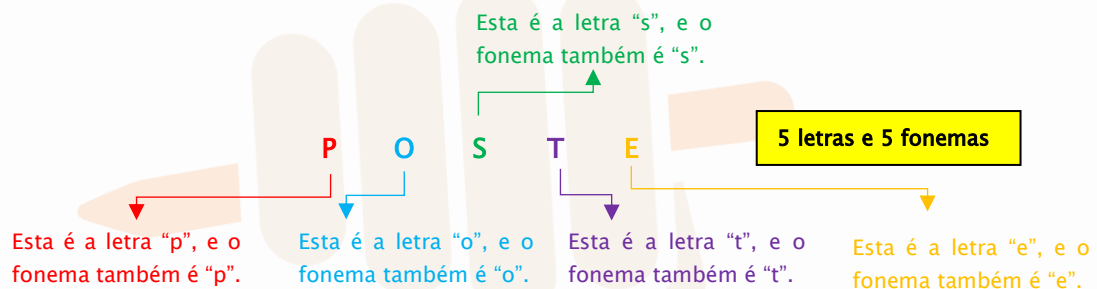 Esta é a letra “s”, e o
fonema também é “s”.
P O S T E
5 letras e 5 fonemas
Esta é a letra “p”, e o
fonema também é “p”.
Esta é a letra “o”, e o
fonema também é “o”.
Esta é a letra “t”, e o
fonema também é “t”.
Esta é a letra “e”, e o
fonema também é “e”.